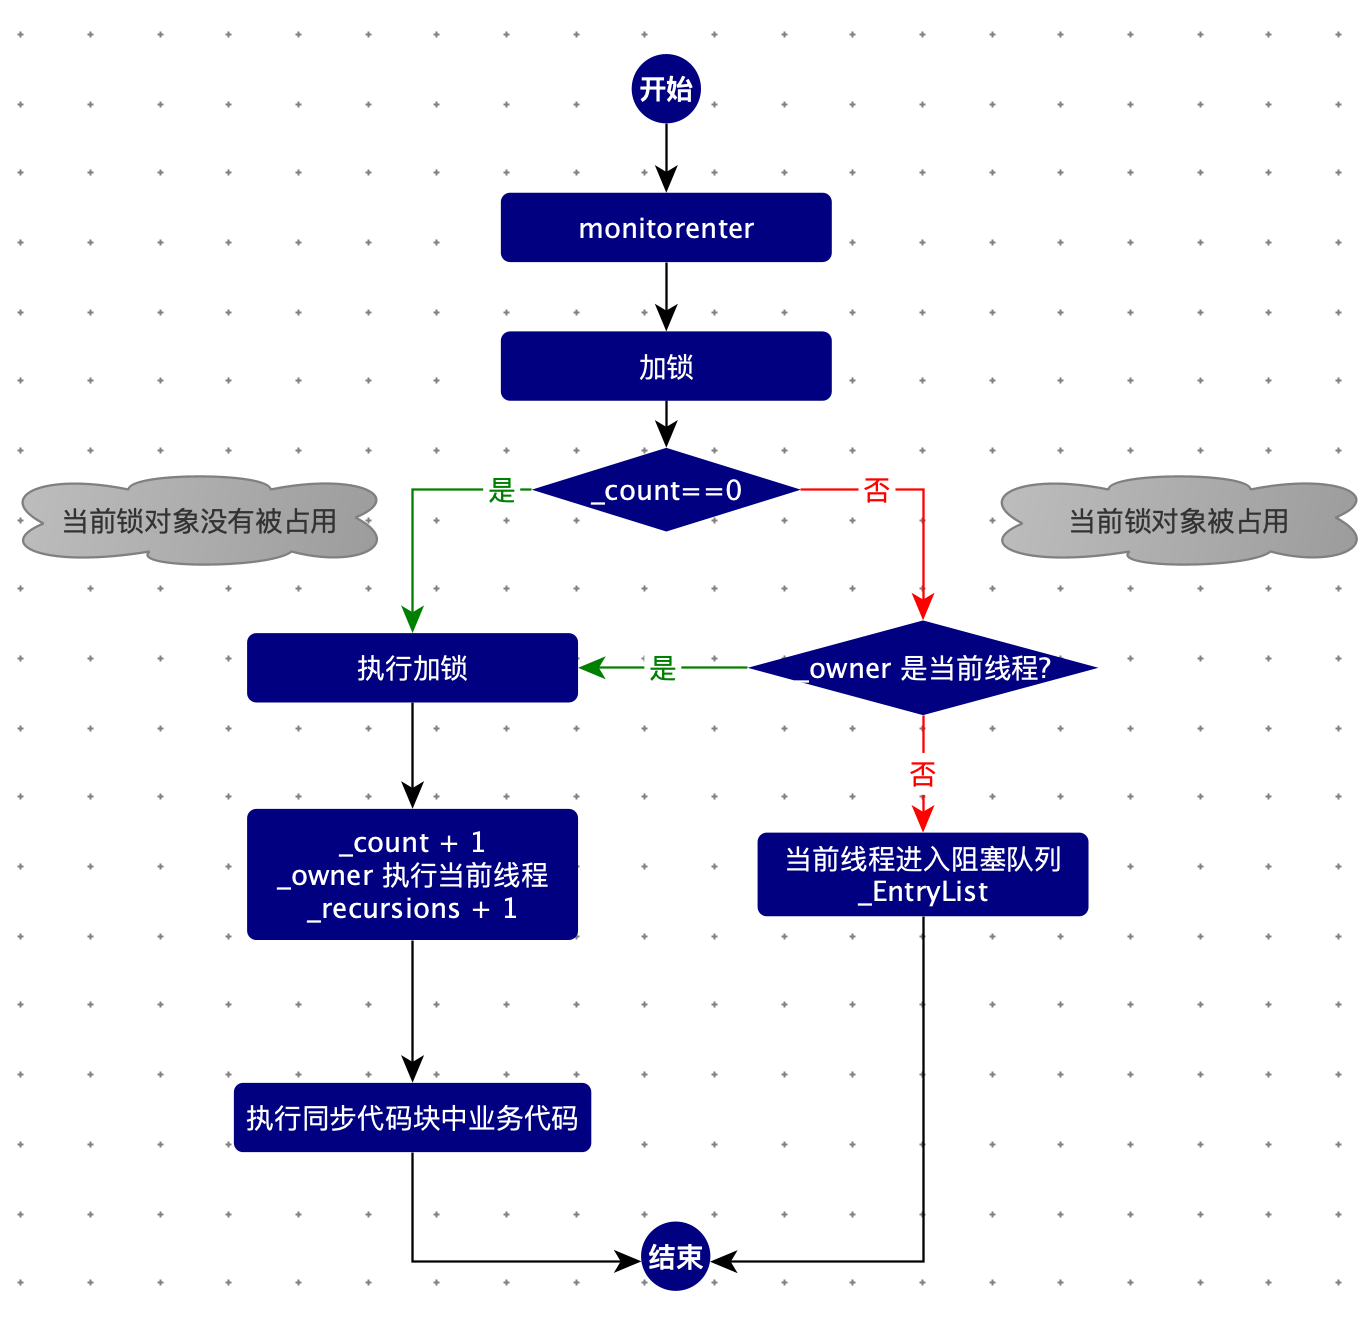 开始
monitorenter
加锁
_count==0
是
否
当前锁对象没有被占用
当前锁对象被占用
执行加锁
是
_owner 是当前线程?
否
_count + 1
_owner 执行当前线程
_recursions + 1
当前线程进入阻塞队列
_EntryList
执行同步代码块中业务代码
结束